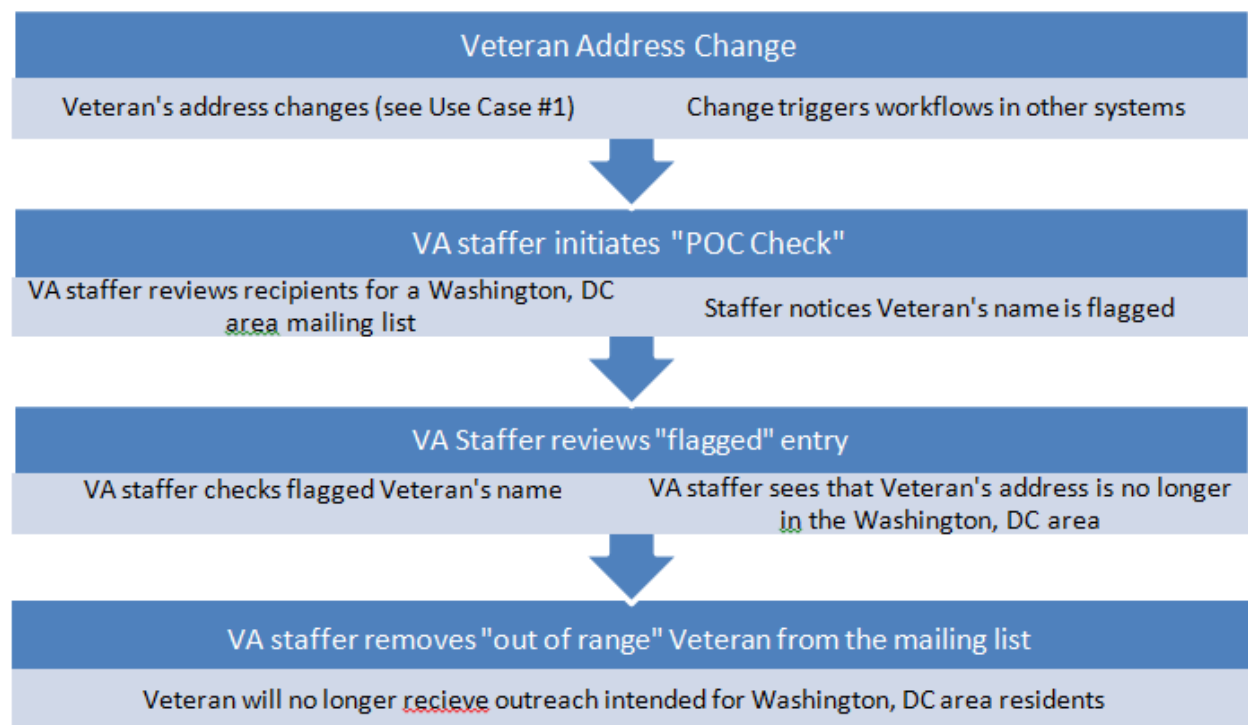 Veteran Address Change
Veteran's address changes (see Use Case #1)
Change triggers workflows in other systems
VA staffer initiates "POC Check"
VA staffer reviews recipients for a Washington, DC
area mailing list
Staffer notices Veteran's name is flagged
VA Staffer reviews "flagged" entry
VA staffer checks flagged Veteran's name
VA staffer sees that Veteran's address is no longer
in the Washington, DC area
VA staffer removes "out of range" Veteran from the mailing list
Veteran will no longer recieve outreach intended for Washington, DC area residents